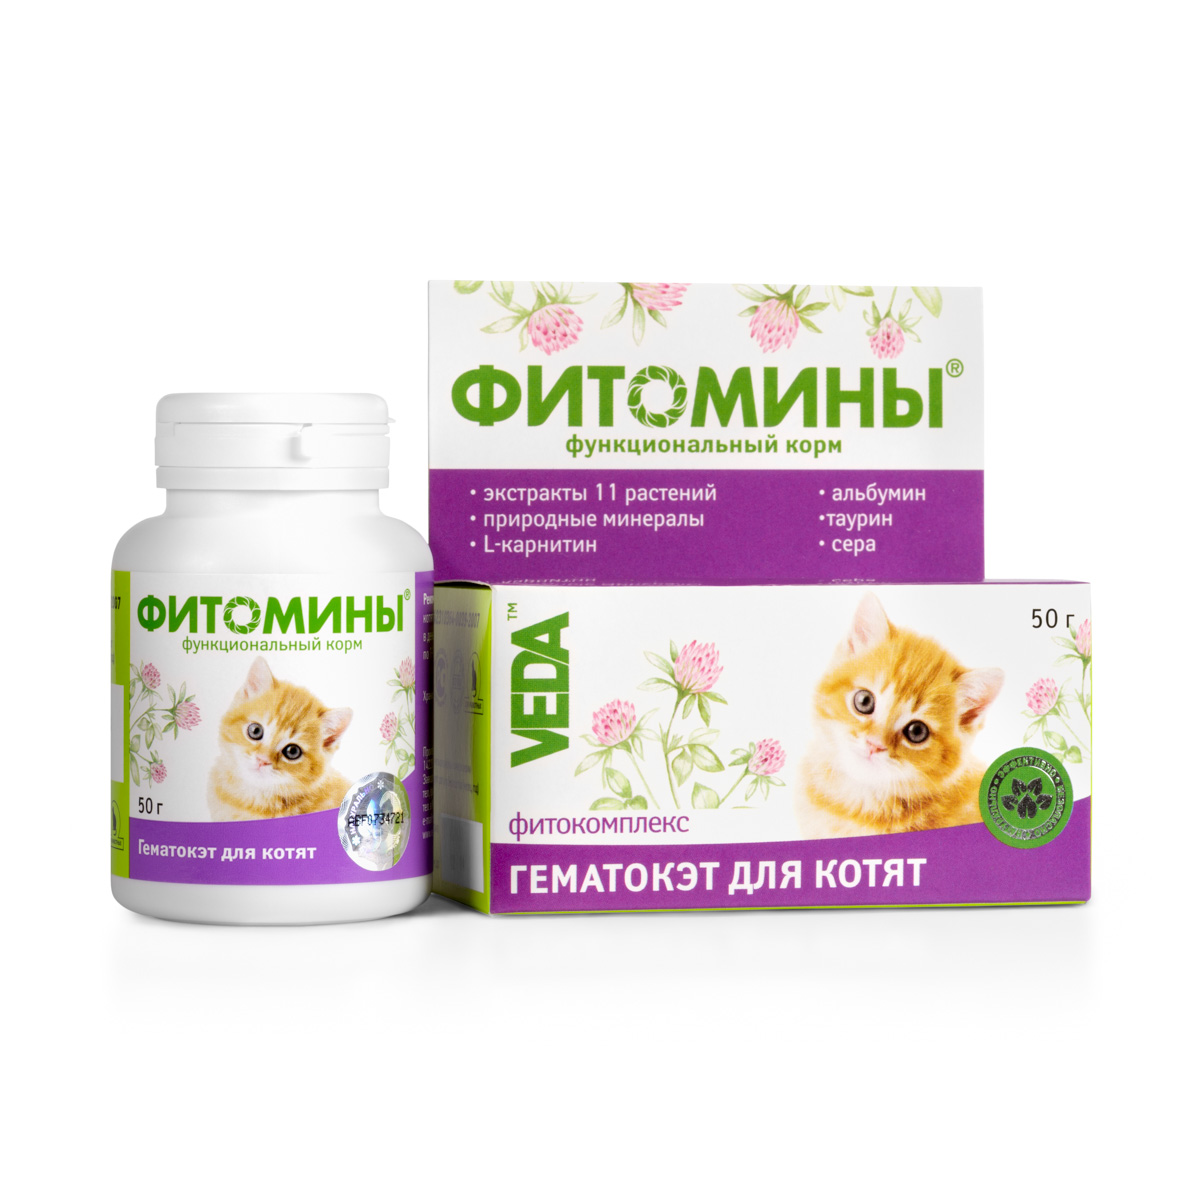 ФИТОМИНЫ®
функциональный корм
• экстракты 11 растений
• природные минералы
• L-карнитин
• альбумин
•таурин
• сера
VEDA™
50 г
фитокомплекс
ГЕМАТОКЭТ ДЛЯ КОТЯТ
ЭФФЕКТИВНО
ФИТОМИНЫ®
функциональный корм
50 г
Гематокэт для котят